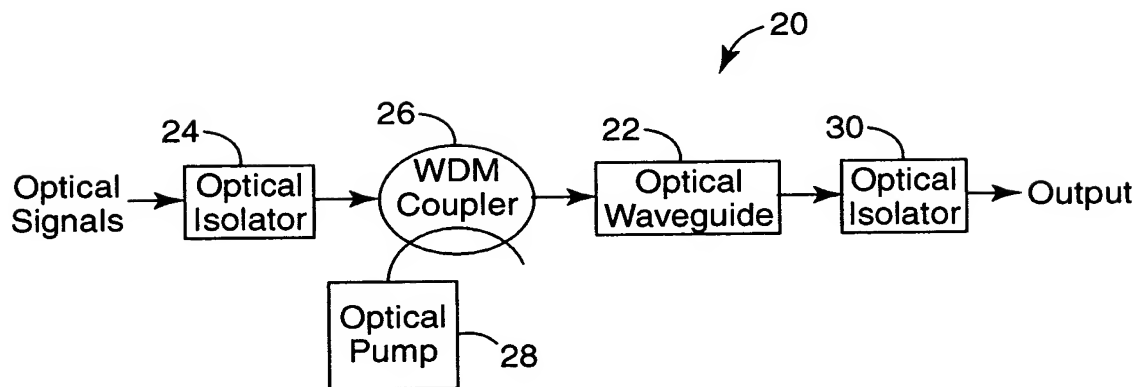 20
26
24
22
30
Optical
Signals
Optical
Isolator
WDM
Coupler
Optical
Waveguide
Optical
Isolator
Output
Optical
Pump
28